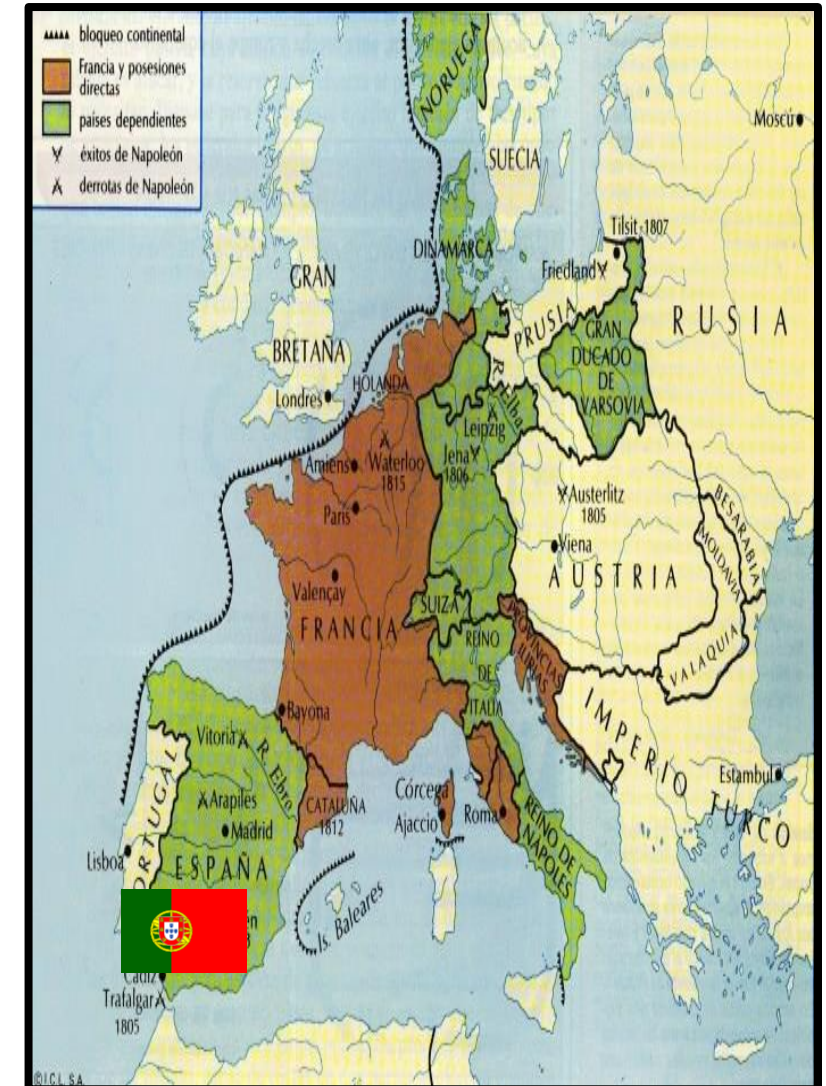 bloqueo continental
Francia y posesiones
directas
países dependientes
éxitos de Napoleón
derrotas de Napoleón
NORUEGA
SUECIA
Moscú
DINAMARCA
Tilsit-1807
Friedland
GRAN
BRETAÑA
Londres
PRUSIA
RUSIA
GRAN
DUCADO
DE
VARSOVIA
HOLANDA
R. Elba
Leipzig
Jena
1806
Amiens
Waterloo
1815
París
Austerlitz
1805
Viena
AUSTRIA
BESARABIA
MOLDAVIA
VALAQUIA
Valençay
FRANCIA
SUIZA
REINO
DE
ITALIA
PROVINCIAS
ILIRIAS
IMPERIO TURCO
Estambul
Bayona
Vitoria
R. Ebro
Arapiles
Madrid
CATALUÑA
1812
Córcega
Ajaccio
Roma
REINO DE
NÁPOLES
PORTUGAL
Lisboa
ESPAÑA
Is. Baleares
Cádiz
Trafalgar
1805
©I.C.L. S.A.